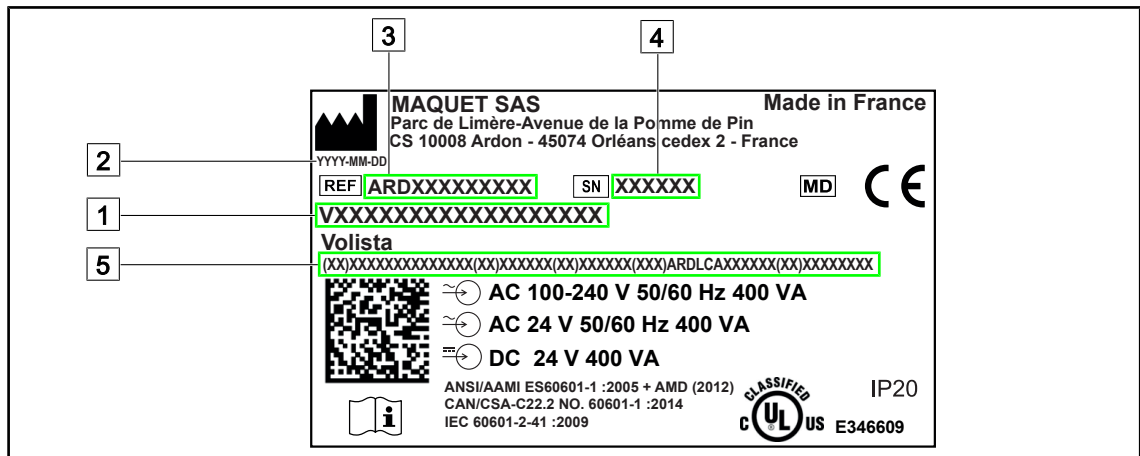 3 4
MAQUET SAS Made in France
Parc de Limère-Avenue de la Pomme de Pin
CS 10008 Ardon - 45074 Orléans cedex 2 - France
2 YYYY-MM-DD
REF ARDXXXXXXXXX SN XXXXXX MD CE
1 VXXXXXXXXXXXXXXXXXXX
Volista
5 (XX)XXXXXXXXXXXXXX(XX)XXXXXX(XX)XXXXXX(XXX)ARDLCAXXXXXX(XX)XXXXXXXX
AC 100-240 V 50/60 Hz 400 VA
AC 24 V 50/60 Hz 400 VA
DC 24 V 400 VA
ANSI/AAMI ES60601-1 :2005 + AMD (2012)
CAN/CSA-C22.2 NO. 60601-1 :2014
IEC 60601-2-41 :2009
i
CLASSIFIED
C UL ® US E346609
IP20